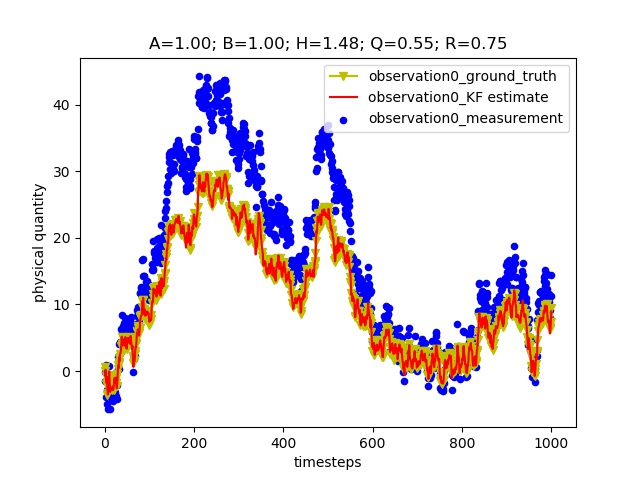 A=1.00; B=1.00; H=1.48; Q=0.55; R=0.75
observation0_ground_truth
observation0_KF estimate
observation0_measurement
physical quantity
40
30
20
10
0
0 200 400 600 800 1000
timesteps